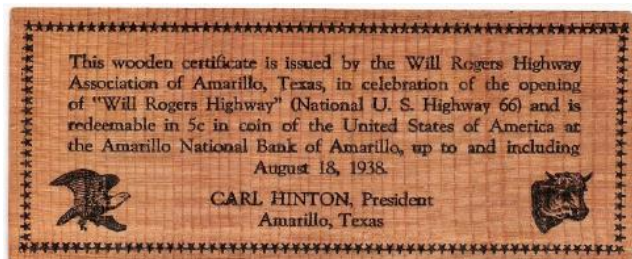 This wooden certificate is issued by the Will Rogers Highway
Association of Amarillo, Texas, in celebration of the opening
of "Will Rogers Highway" (National U. S. Highway 66) and is
redeemable in 5c in coin of the United States of America at
the Amarillo National Bank of Amarillo, up to and including
August 18, 1938.
CARL HINTON, President
Amarillo, Texas